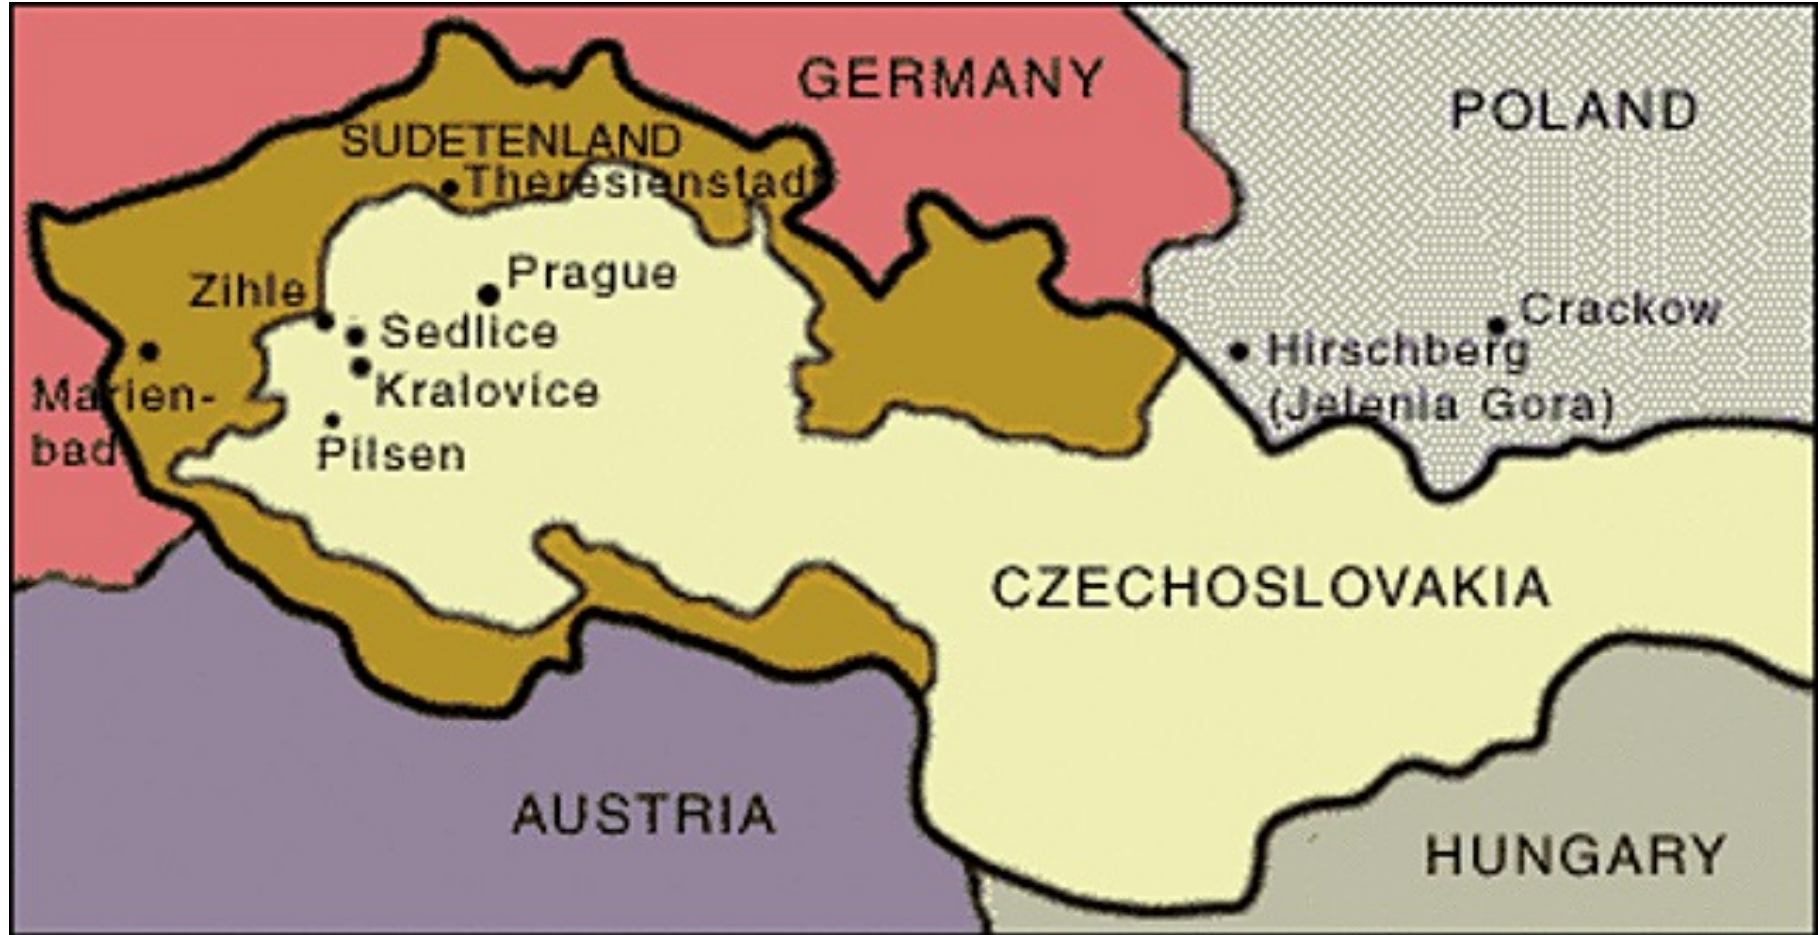 GERMANY
POLAND
SUDETENLAND
Theresienstadt
Prague
Zihle
Sedlice
Crackow
Hirschberg
(Jelenia Gora)
Kralovice
Marien-
bad
Pilsen
CZECHOSLOVAKIA
AUSTRIA
HUNGARY